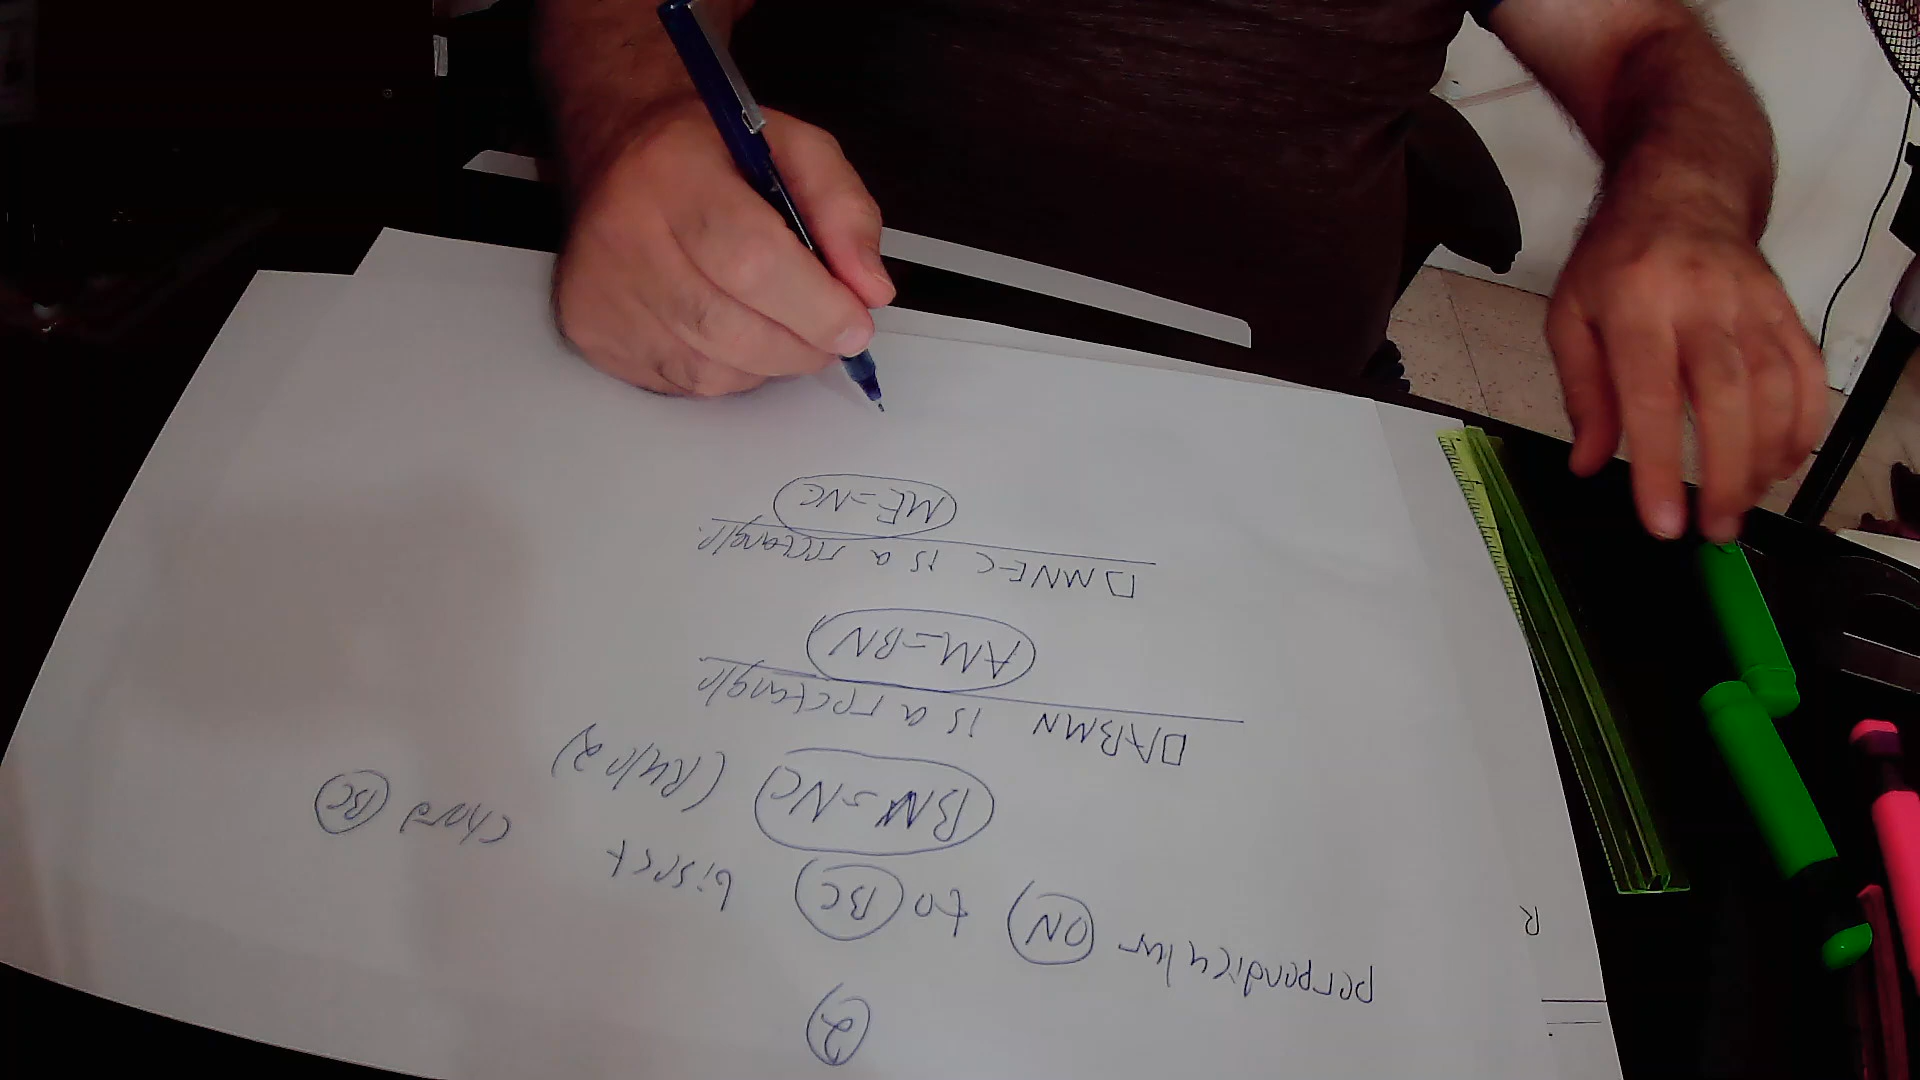 2
perpendicular ON to BC bisect chord BC
BN=NC (Rule 2)
□ABMN is a rectangle.
AM=BN
□MNEC is a rectangle.
ME=NC
R